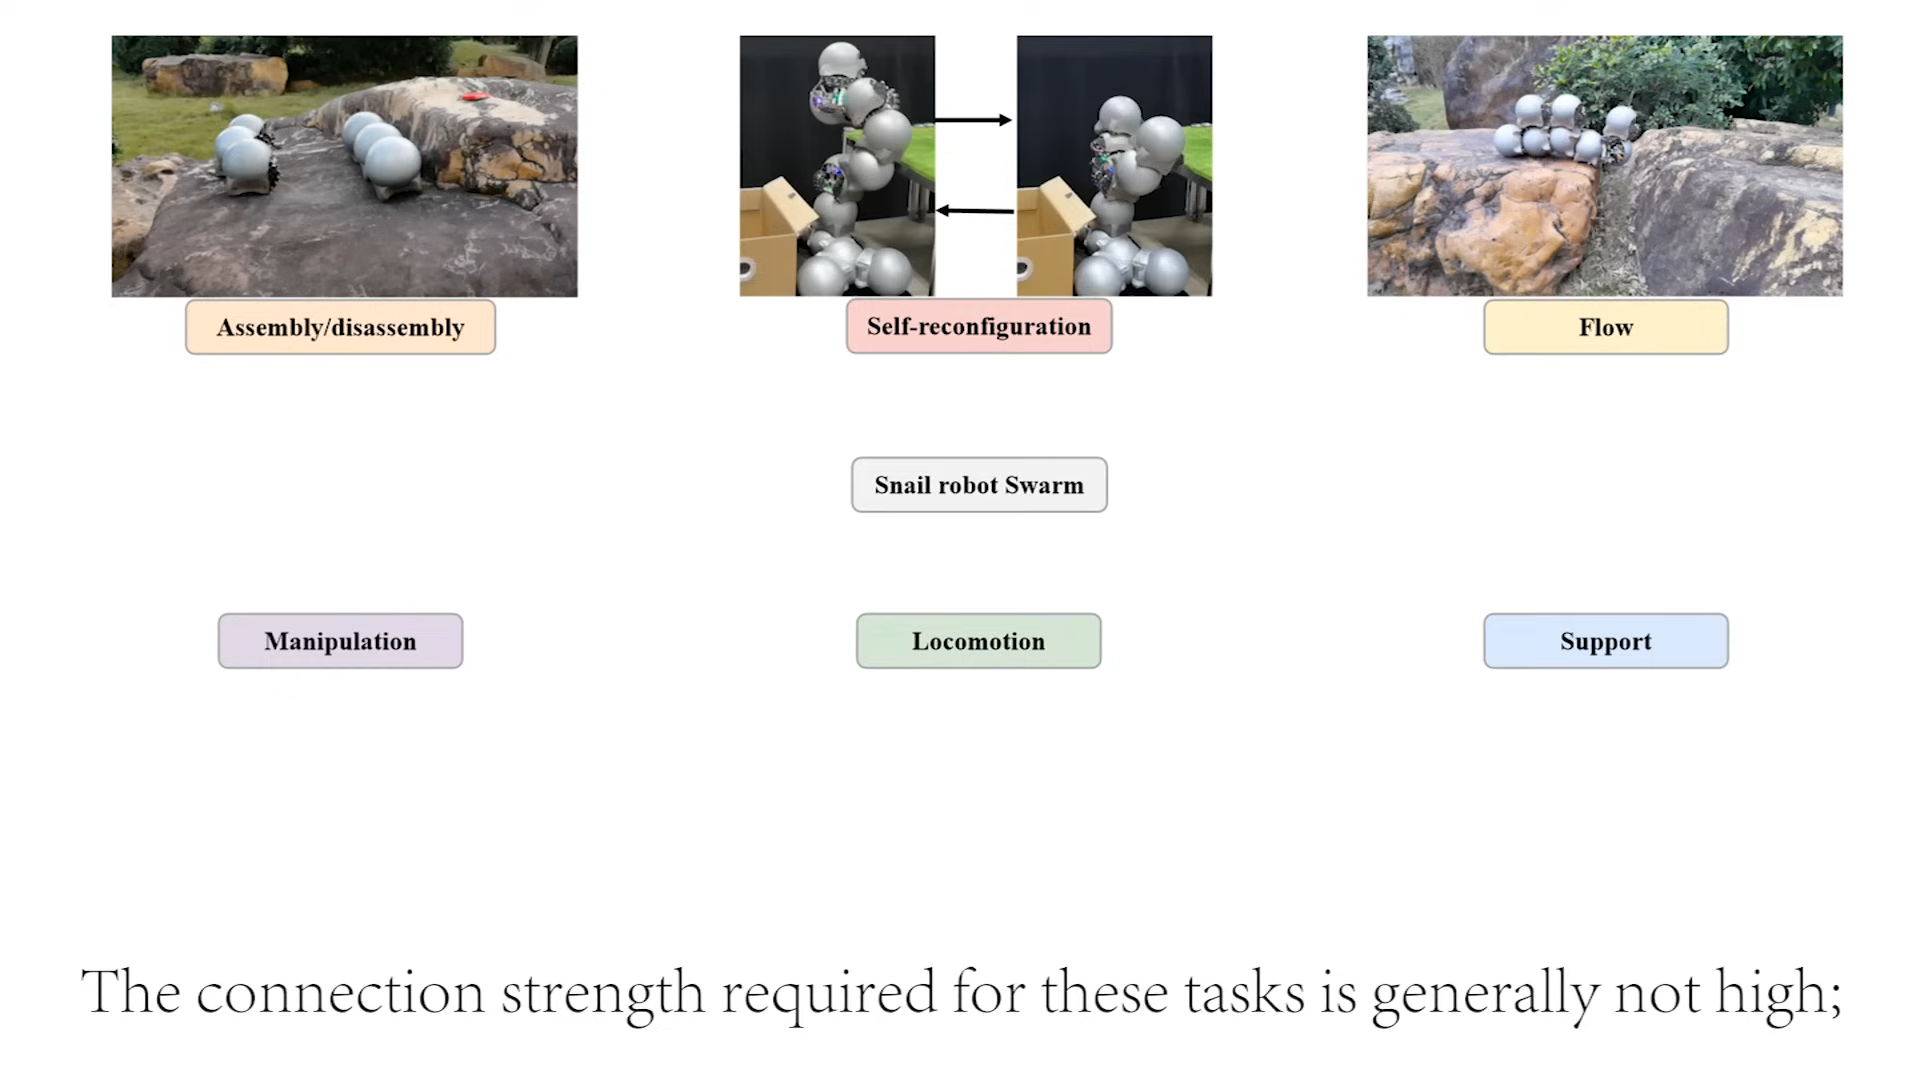 Assembly/disassembly
Self-reconfiguration
Flow
Snail robot Swarm
Manipulation
Locomotion
Support
The connection strength required for these tasks is generally not high;